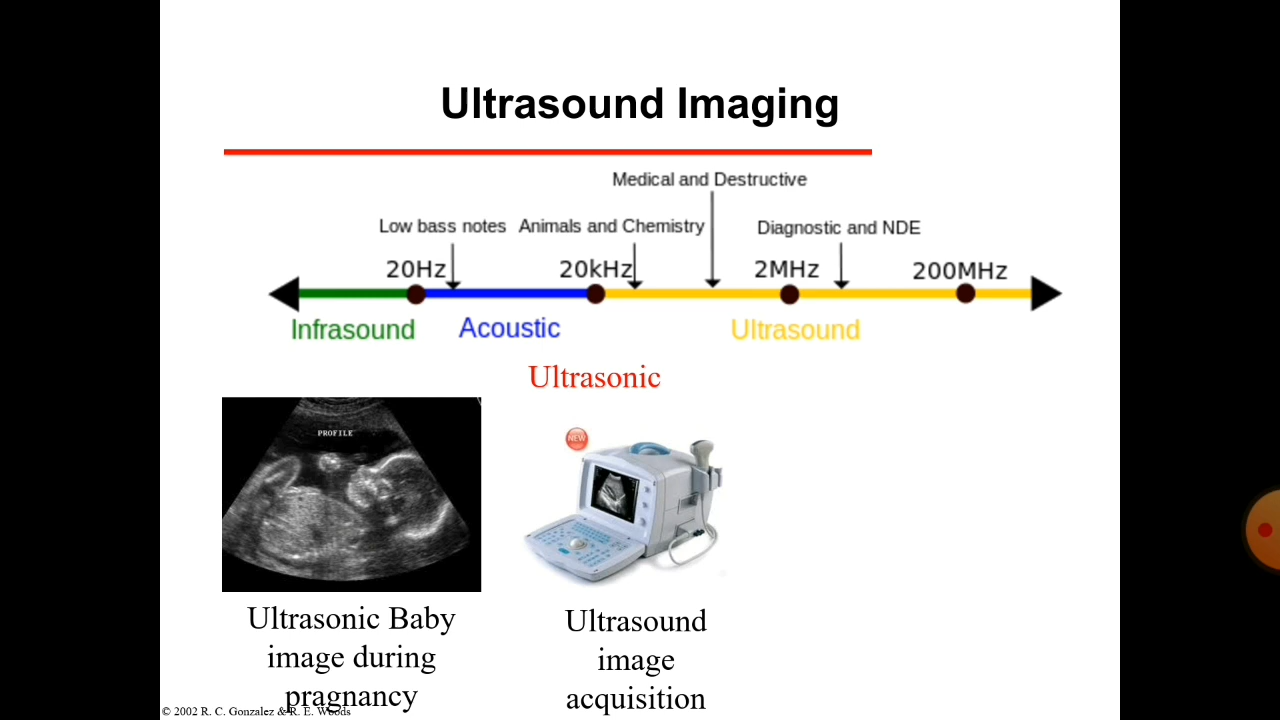 Ultrasound Imaging
Medical and Destructive
Low bass notes Animals and Chemistry Diagnostic and NDE
20Hz 20kHz 2MHz 200MHz
Infrasound Acoustic Ultrasound
Ultrasonic
PROFILE
NEW
Ultrasonic Baby
image during
pragnancy
Ultrasound
image
acquisition
© 2002 R. C. Gonzalez & R. E. Woods